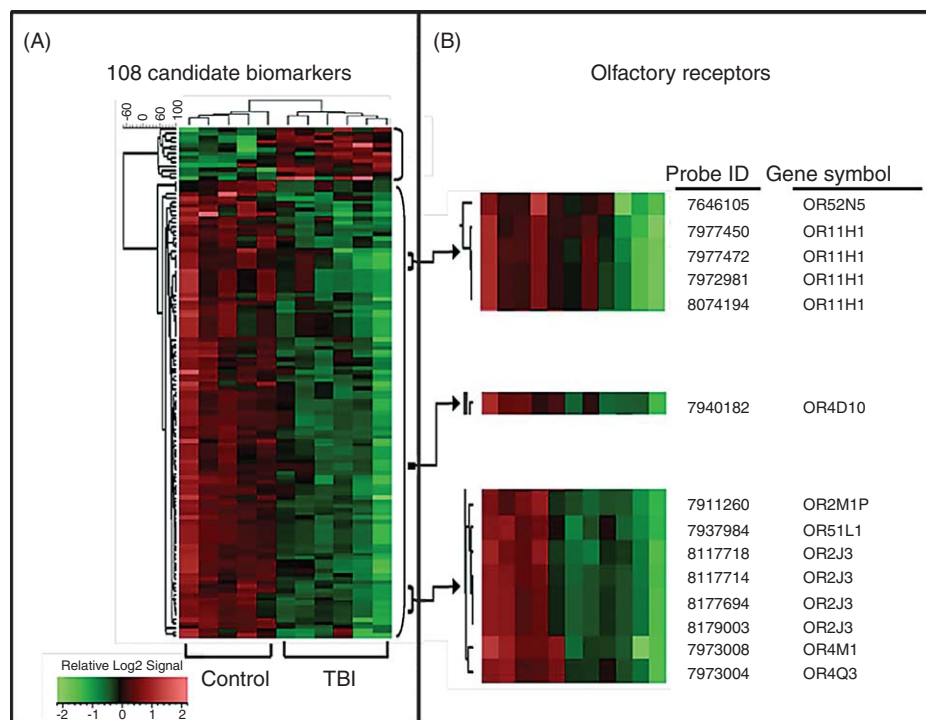 (A)
108 candidate biomarkers
-60
0
60
100
Control
TBI
Relative Log2 Signal
-2 -1 0 1 2
(B)
Olfactory receptors
Probe ID Gene symbol
7646105 OR52N5
7977450 OR11H1
7977472 OR11H1
7972981 OR11H1
8074194 OR11H1
7940182 OR4D10
7911260 OR2M1P
7937984 OR51L1
8117718 OR2J3
8117714 OR2J3
8177694 OR2J3
8179003 OR2J3
7973008 OR4M1
7973004 OR4Q3